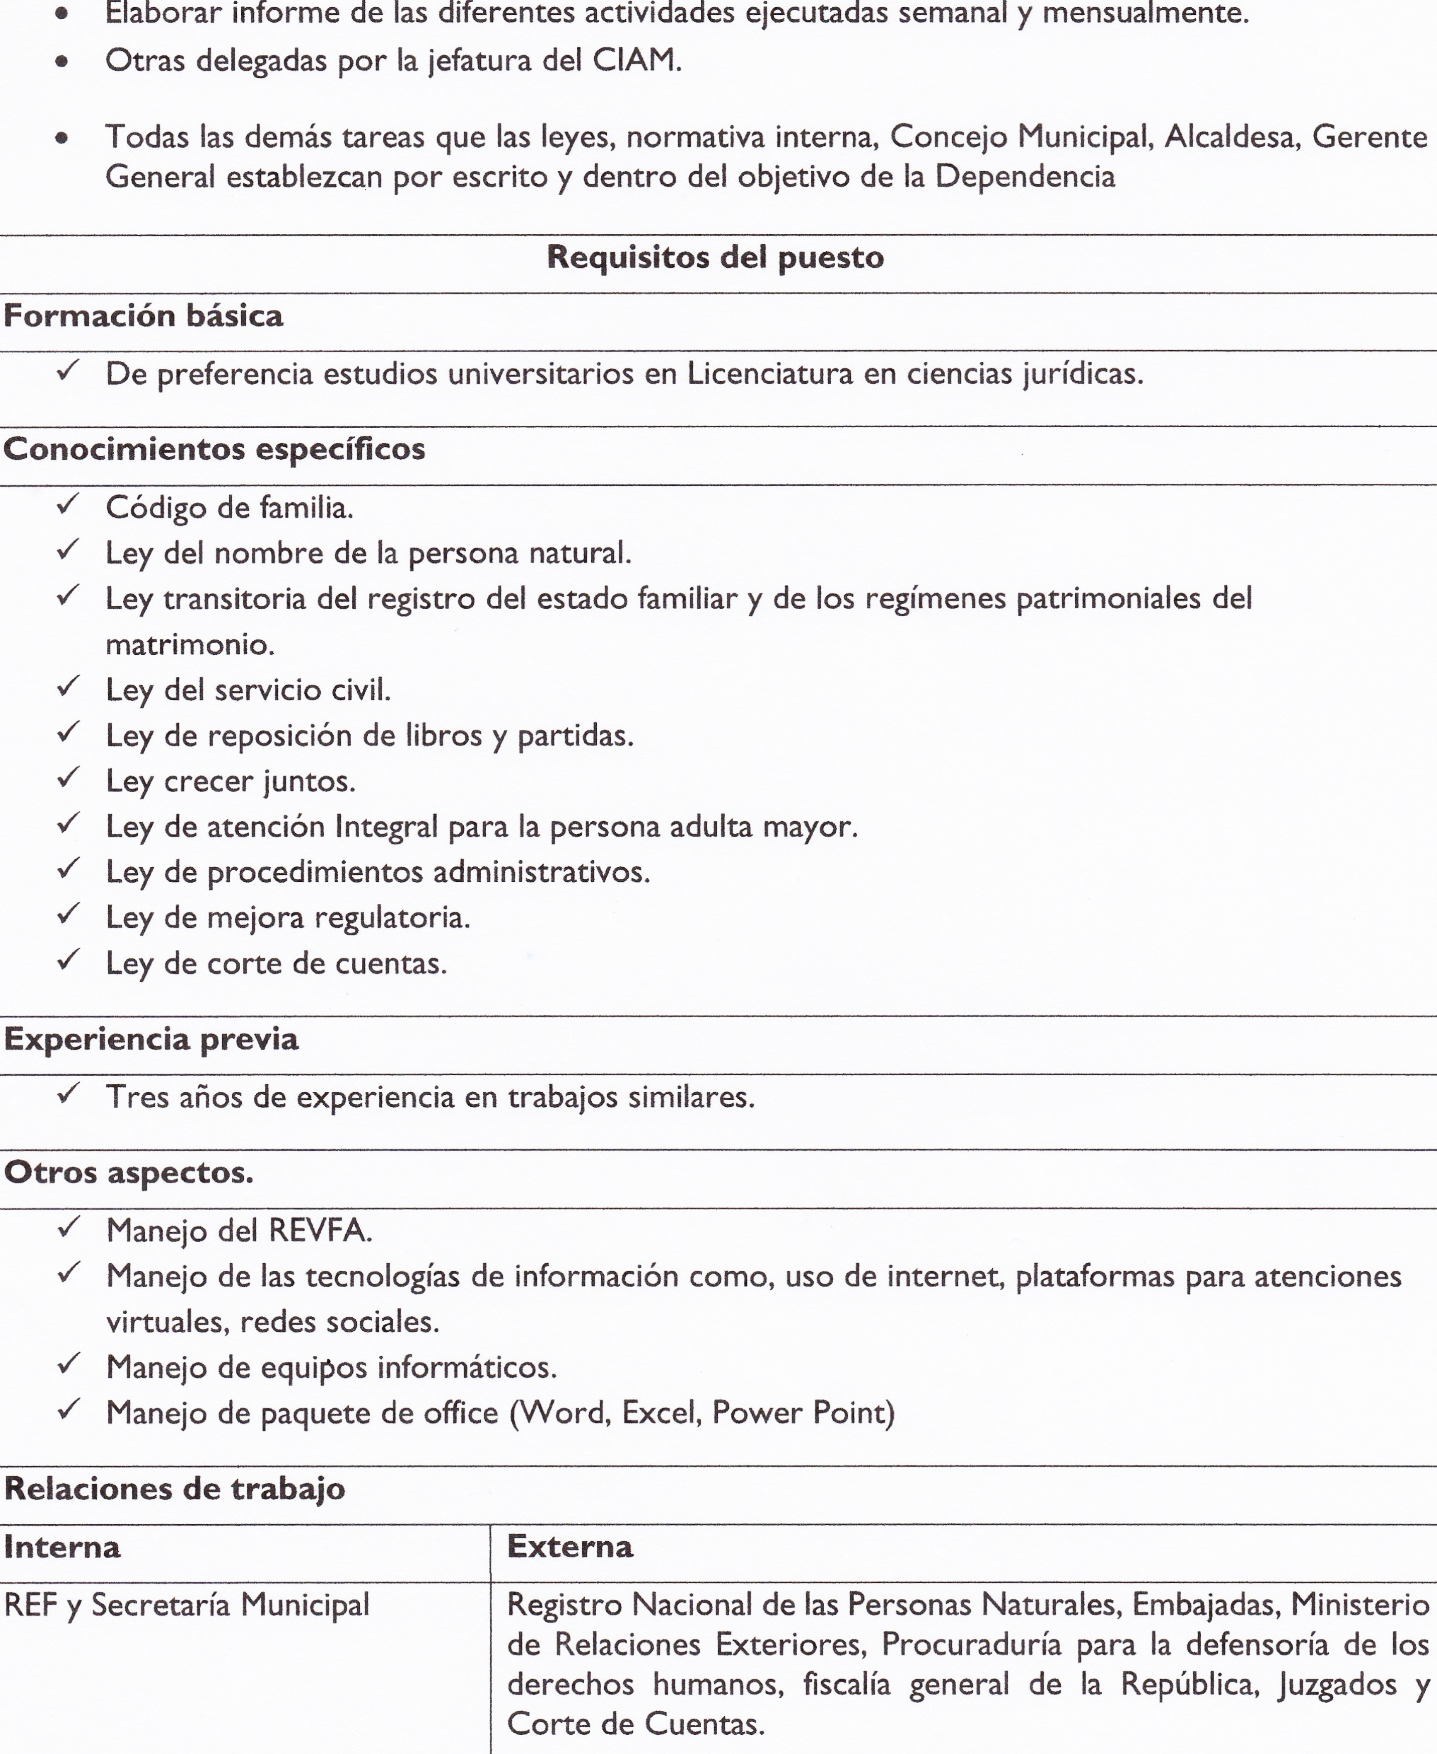 • Elaborar informe de las diferentes actividades ejecutadas semanal y mensualmente.
• Otras delegadas por la jefatura del CIAM.
• Todas las demás tareas que las leyes, normativa interna, Concejo Municipal, Alcaldesa, Gerente
General establezcan por escrito y dentro del objetivo de la Dependencia
Requisitos del puesto
Formación básica
✓ De preferencia estudios universitarios en Licenciatura en ciencias jurídicas.
Conocimientos específicos
✓ Código de familia.
✓ Ley del nombre de la persona natural.
✓ Ley transitoria del registro del estado familiar y de los regímenes patrimoniales del
matrimonio.
✓ Ley del servicio civil.
✓ Ley de reposición de libros y partidas.
✓ Ley crecer juntos.
✓ Ley de atención Integral para la persona adulta mayor.
✓ Ley de procedimientos administrativos.
✓ Ley de mejora regulatoria.
✓ Ley de corte de cuentas.
Experiencia previa
✓ Tres años de experiencia en trabajos similares.
Otros aspectos.
✓ Manejo del REVFA.
✓ Manejo de las tecnologías de información como, uso de internet, plataformas para atenciones
virtuales, redes sociales.
✓ Manejo de equipos informáticos.
✓ Manejo de paquete de office (Word, Excel, Power Point)
Relaciones de trabajo
Interna
Externa
REF y Secretaría Municipal
Registro Nacional de las Personas Naturales, Embajadas, Ministerio
de Relaciones Exteriores, Procuraduría para la defensoría de los
derechos humanos, fiscalía general de la República, Juzgados y
Corte de Cuentas.